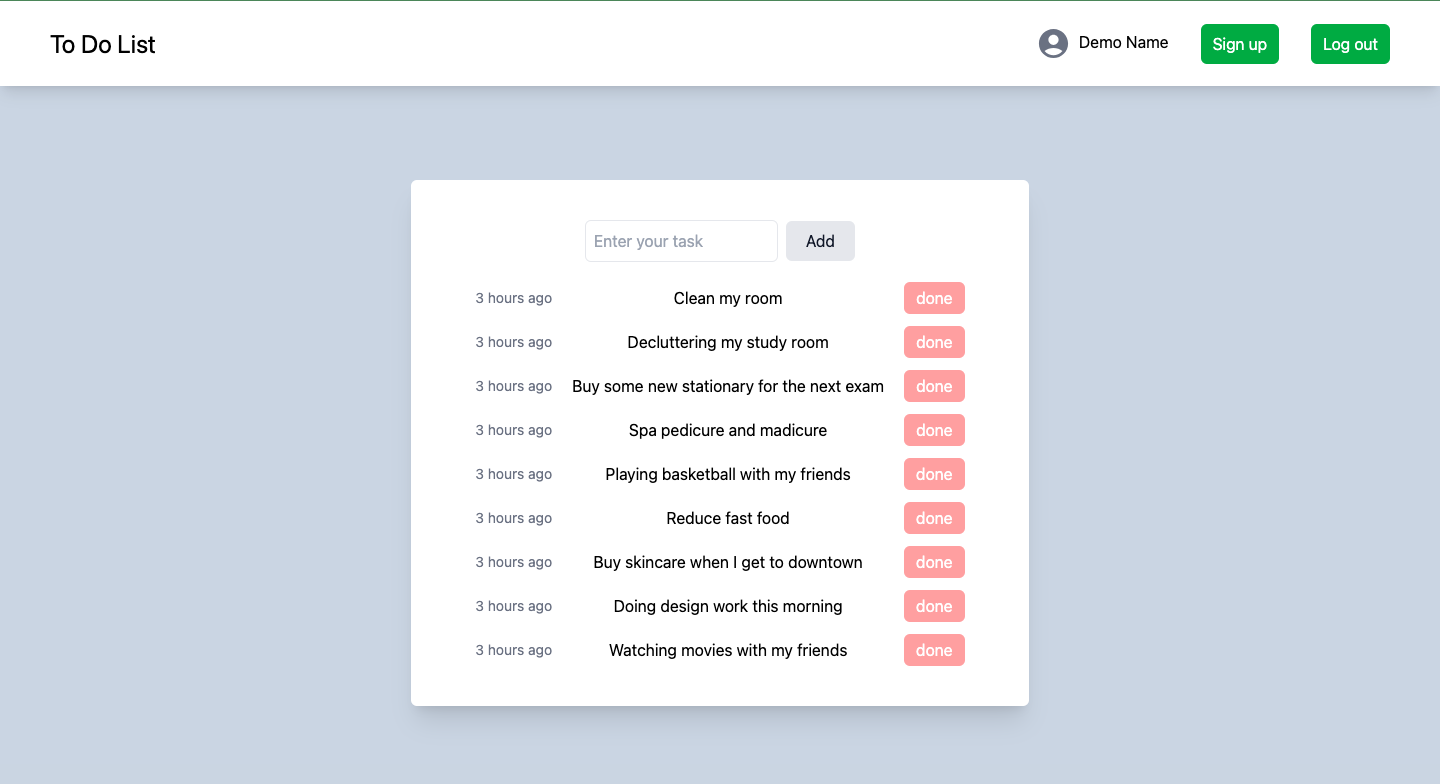 To Do List
Demo Name
Sign up
Log out
Enter your task
Add
3 hours ago Clean my room done
3 hours ago Decluttering my study room done
3 hours ago Buy some new stationary for the next exam done
3 hours ago Spa pedicure and madicure done
3 hours ago Playing basketball with my friends done
3 hours ago Reduce fast food done
3 hours ago Buy skincare when I get to downtown done
3 hours ago Doing design work this morning done
3 hours ago Watching movies with my friends done